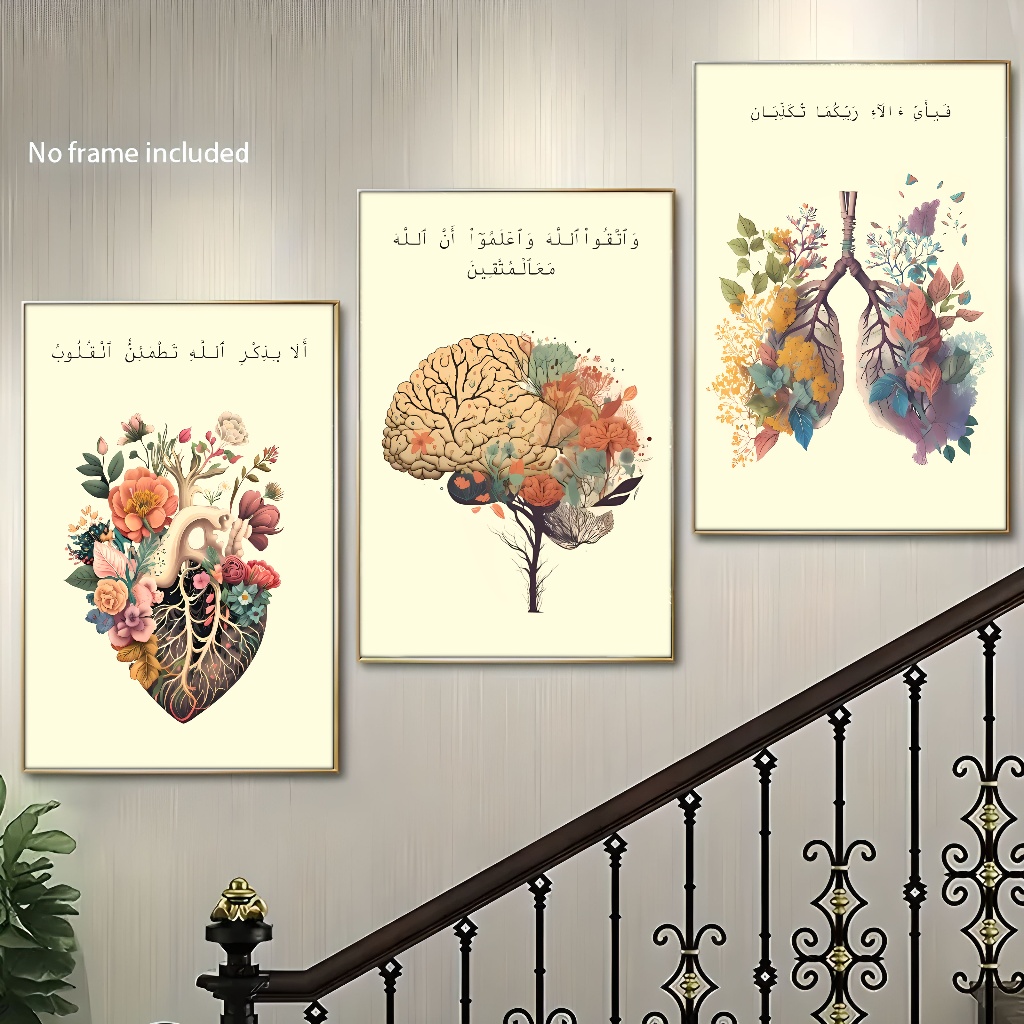 No frame included
أَلَا بِذِكْرِ ٱللَّهِ تَطْمَئِنُّ ٱلْقُلُوبُ
وَٱتَّقُوا۟ ٱللَّهَ وَٱعْلَمُوٓا۟ أَنَّ ٱللَّهَ
مَعَ ٱلْمُتَّقِينَ
فَبِأَىِّ ءَالَآءِ رَبِّكُمَا تُكَذِّبَانِ